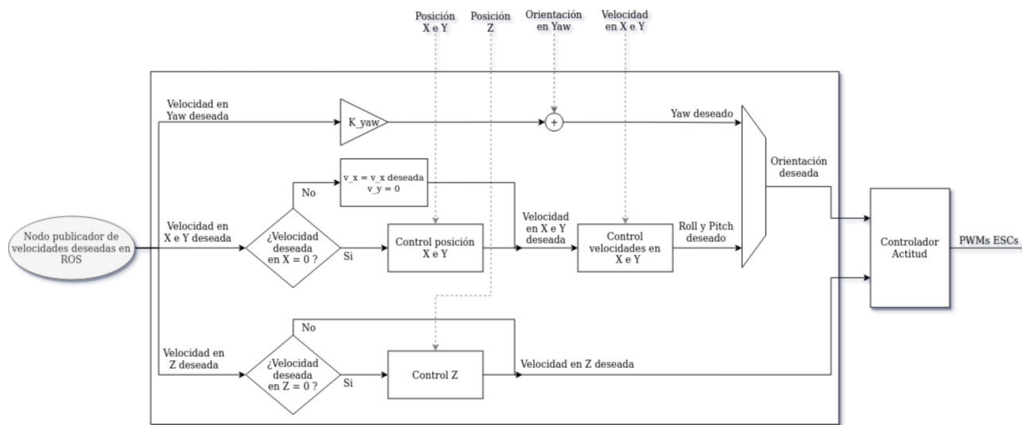 Posición
X e Y
Posición
Z
Orientación
en Yaw
Velocidad
en X e Y
Velocidad en
Yaw deseada
K_yaw
+
Yaw deseado
v_x = v_x deseada
v_y = 0
No
Orientación
deseada
Nodo publicador de
velocidades deseadas en
ROS
Velocidad en
X e Y deseada
¿Velocidad
deseada
en X = 0 ?
Si
Control posición
X e Y
Velocidad
en X e Y
deseada
Control
velocidades en
X e Y
Roll y Pitch
deseado
Controlador
Actitud
PWMs ESCs
No
Velocidad en
Z deseada
¿Velocidad
deseada
en Z = 0 ?
Si
Control Z
Velocidad en Z deseada